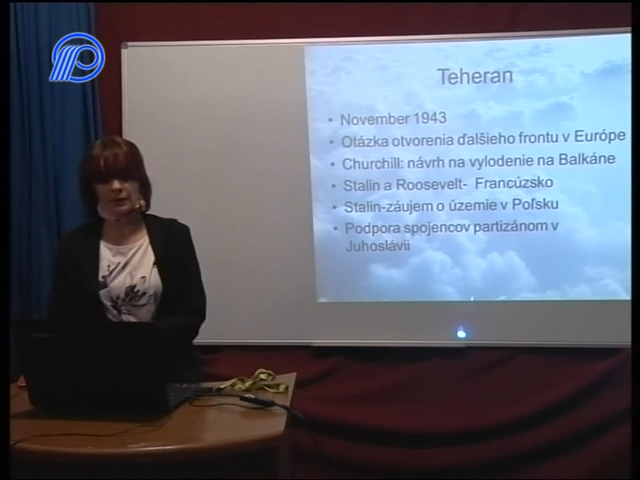 Teheran
• November 1943
• Otázka otvorenia ďalšieho frontu v Európe
• Churchill: návrh na vylodenie na Balkáne
• Stalin a Roosevelt- Francúzsko
• Stalin-záujem o územie v Poľsku
• Podpora spojencov partizánom v
Juhoslávii